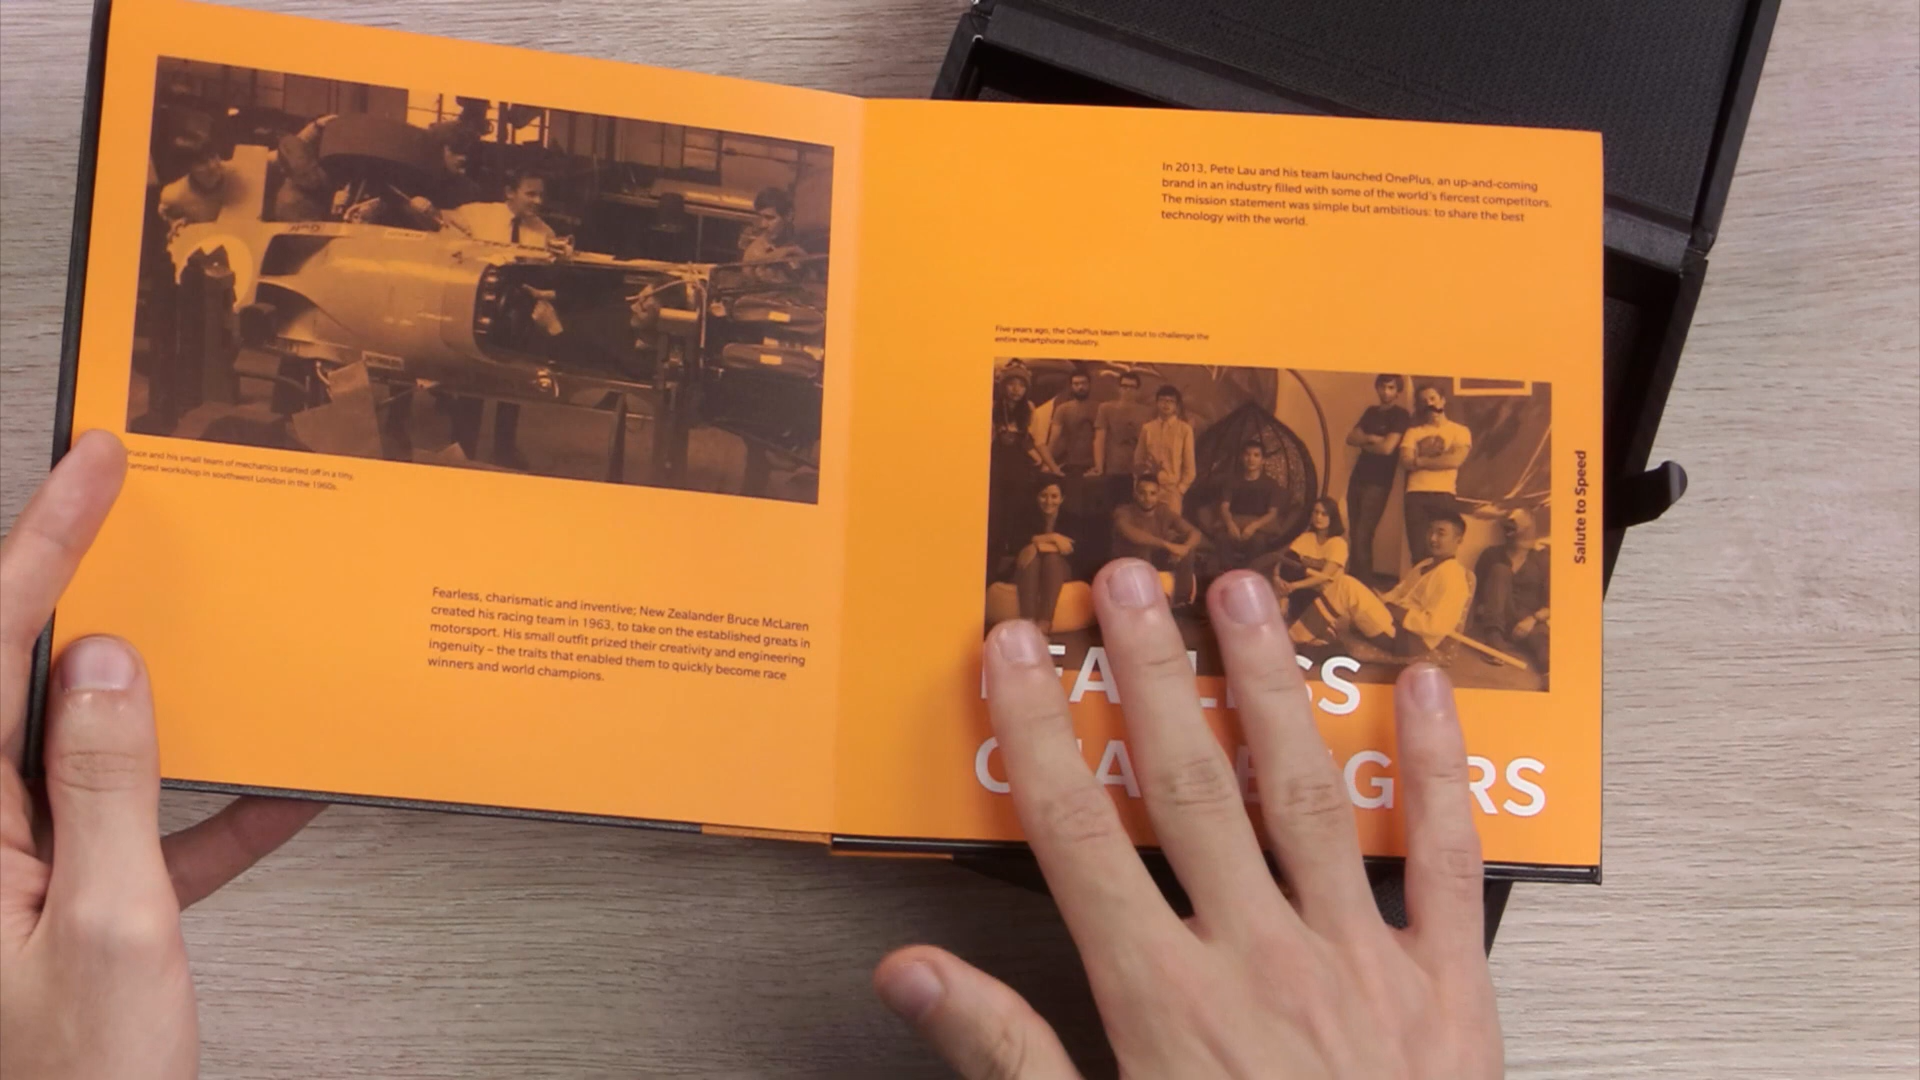 ruce and his small team of mechanics started off in a tiny,
ramped workshop in southwest London in the 1960s.
Fearless, charismatic and inventive; New Zealander Bruce McLaren
created his racing team in 1963, to take on the established greats in
motorsport. His small outfit prized their creativity and engineering
ingenuity – the traits that enabled them to quickly become race
winners and world champions.
In 2013, Pete Lau and his team launched OnePlus, an up-and-coming
brand in an industry filled with some of the world's fiercest competitors.
The mission statement was simple but ambitious: to share the best
technology with the world.
Five years ago, the OnePlus team set out to challenge the
entire smartphone industry.
Salute to Speed